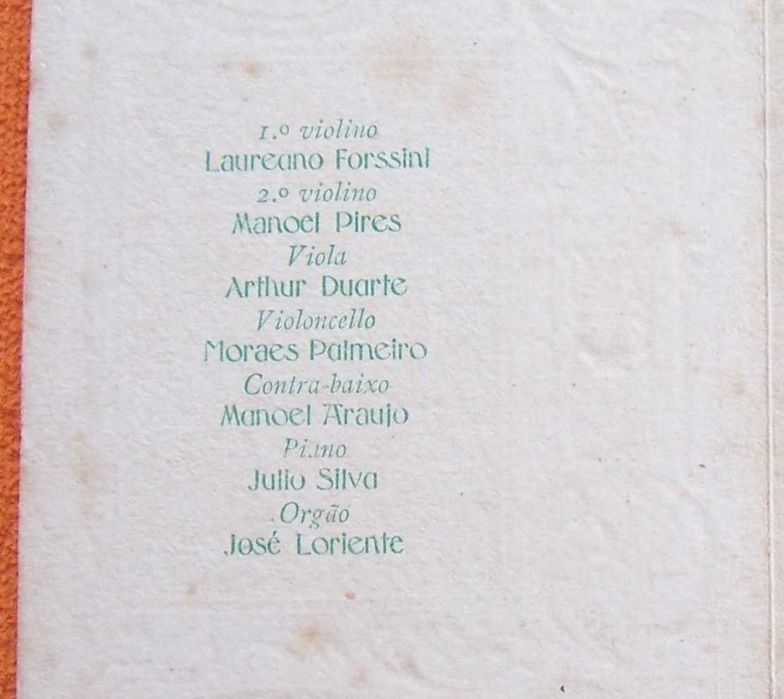 1.º violino
Laureano Forssini
2.º violino
Manoel Pires
Viola
Arthur Duarte
Violoncello
Moraes Palmeiro
Contra-baixo
Manoel Araujo
Piano
Julio Silva
Orgão
José Loriente